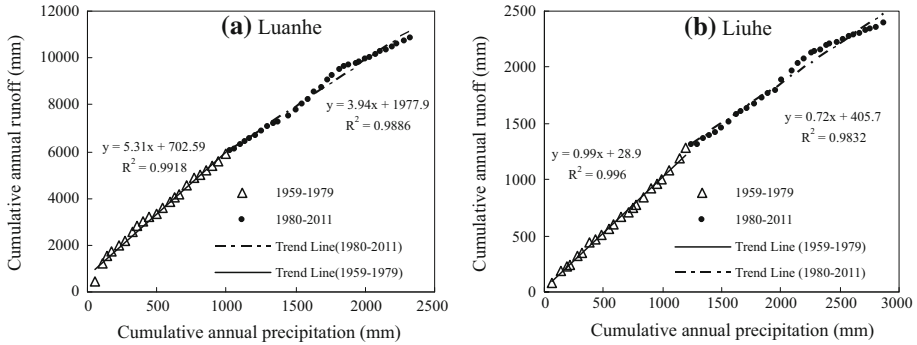 (a) Luanhe
Cumulative annual runoff (mm)
12000
10000
8000
6000
4000
2000
0
y = 3.94x + 1977.9
R² = 0.9886
y = 5.31x + 702.59
R² = 0.9918
1959-1979
1980-2011
Trend Line(1980-2011)
Trend Line(1959-1979)
0 500 1000 1500 2000 2500
Cumulative annual precipitation (mm)
(b) Liuhe
Cumulative annual runoff (mm)
2500
2000
1500
1000
500
0
y = 0.72x + 405.7
R² = 0.9832
y = 0.99x + 28.9
R² = 0.996
1959-1979
1980-2011
Trend Line (1959-1979)
Trend Line (1980-2011)
0 500 1000 1500 2000 2500 3000
Cumulative annual precipitation (mm)